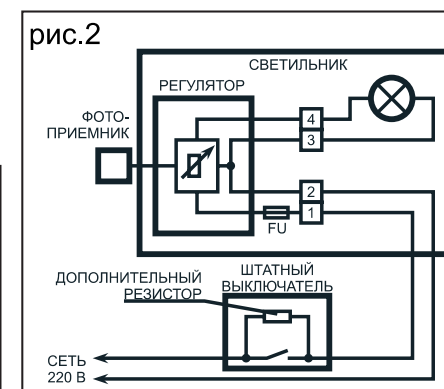 рис.2
СВЕТИЛЬНИК
РЕГУЛЯТОР
ФОТО-
ПРИЕМНИК
4
3
2
1
FU
ДОПОЛНИТЕЛЬНЫЙ
РЕЗИСТОР
ШТАТНЫЙ
ВЫКЛЮЧАТЕЛЬ
СЕТЬ
220 В